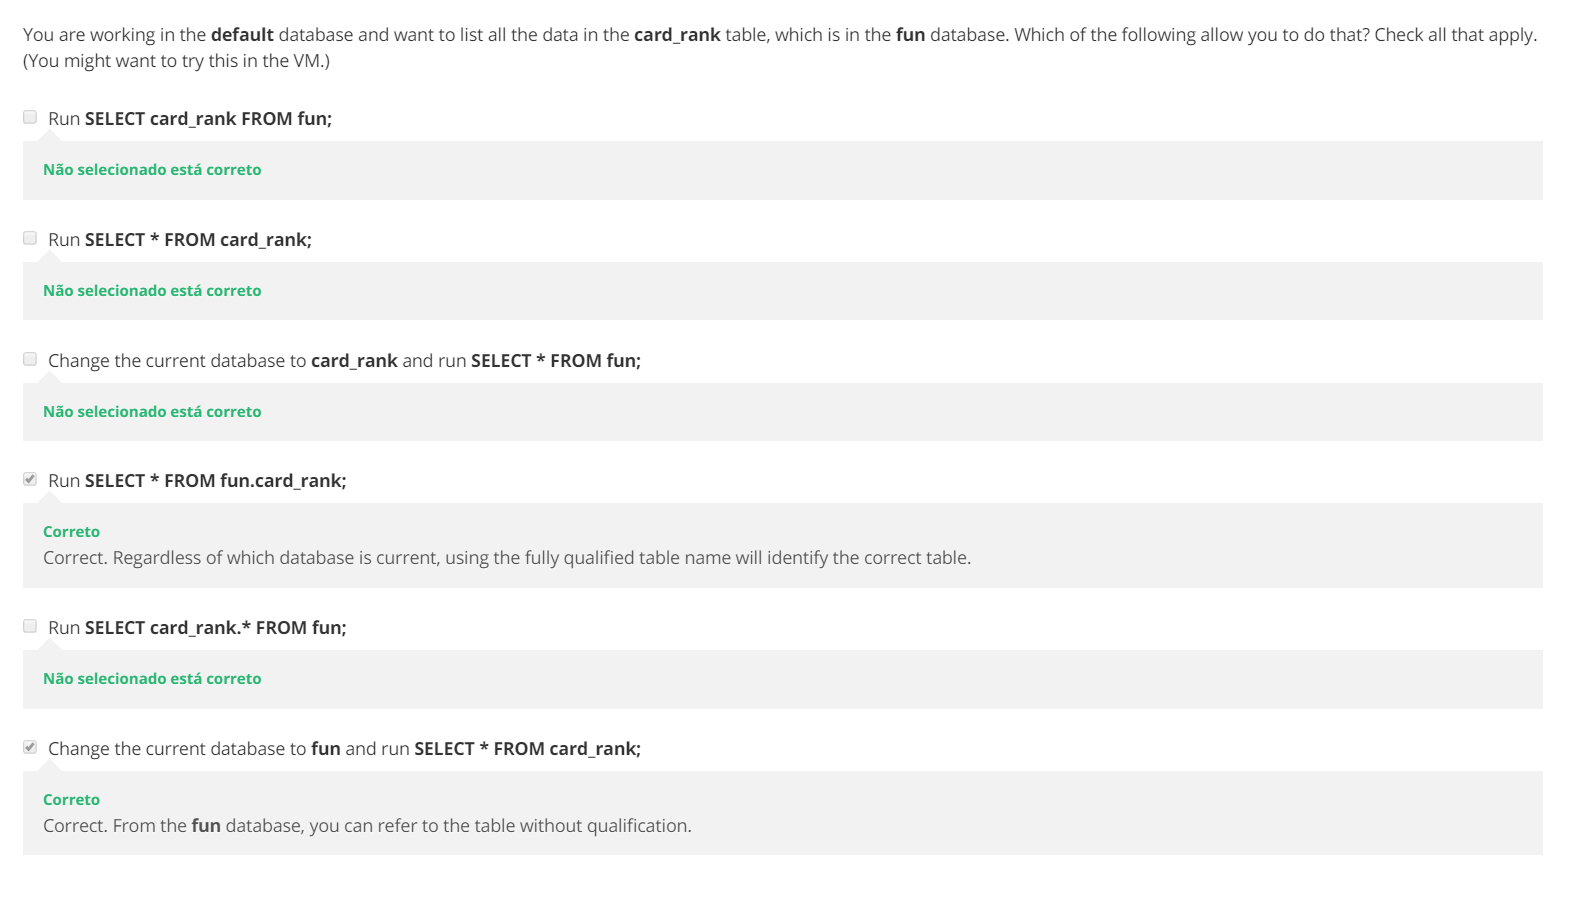 You are working in the default database and want to list all the data in the card_rank table, which is in the fun database. Which of the following allow you to do that? Check all that apply.
(You might want to try this in the VM.)
Run SELECT card_rank FROM fun;
Não selecionado está correto
Run SELECT * FROM card_rank;
Não selecionado está correto
Change the current database to card_rank and run SELECT * FROM fun;
Não selecionado está correto
Run SELECT * FROM fun.card_rank;
Correto
Correct. Regardless of which database is current, using the fully qualified table name will identify the correct table.
Run SELECT card_rank.* FROM fun;
Não selecionado está correto
Change the current database to fun and run SELECT * FROM card_rank;
Correto
Correct. From the fun database, you can refer to the table without qualification.